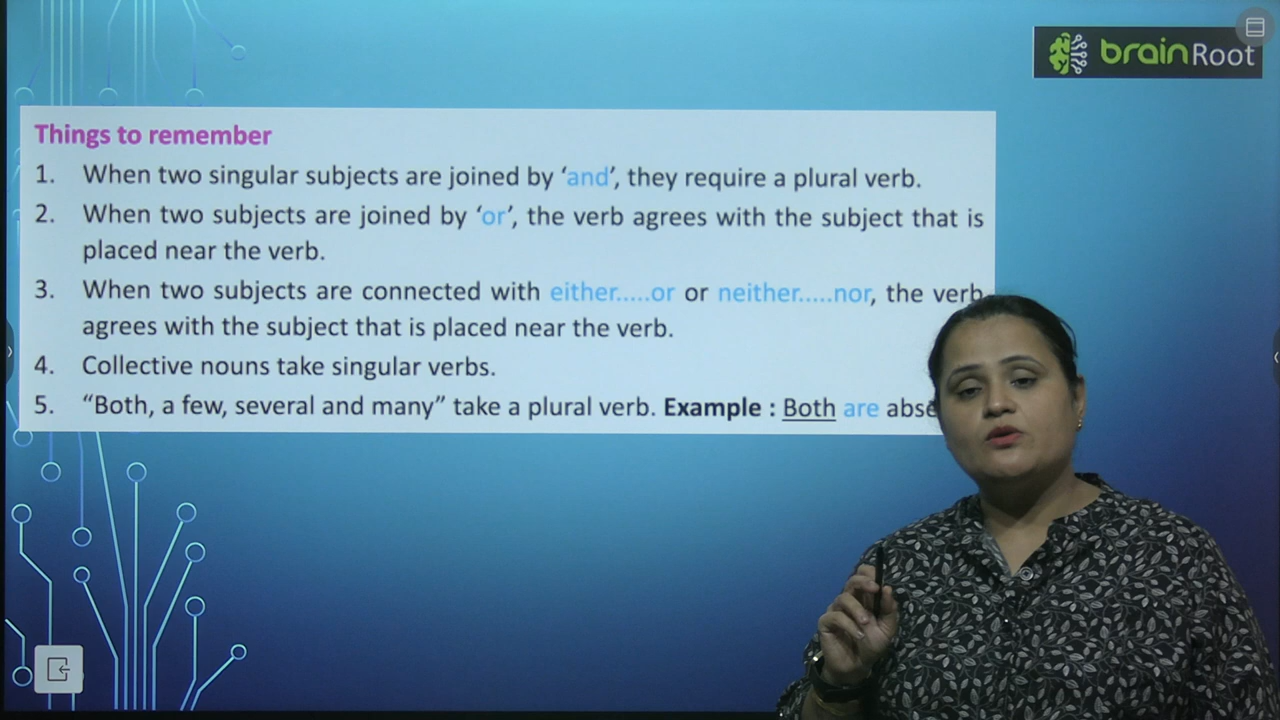 brainRoot
Things to remember
1. When two singular subjects are joined by ‘and’, they require a plural verb.
2. When two subjects are joined by ‘or’, the verb agrees with the subject that is
placed near the verb.
3. When two subjects are connected with either.....or or neither.....nor, the verb
agrees with the subject that is placed near the verb.
4. Collective nouns take singular verbs.
5. “Both, a few, several and many” take a plural verb. Example : Both are